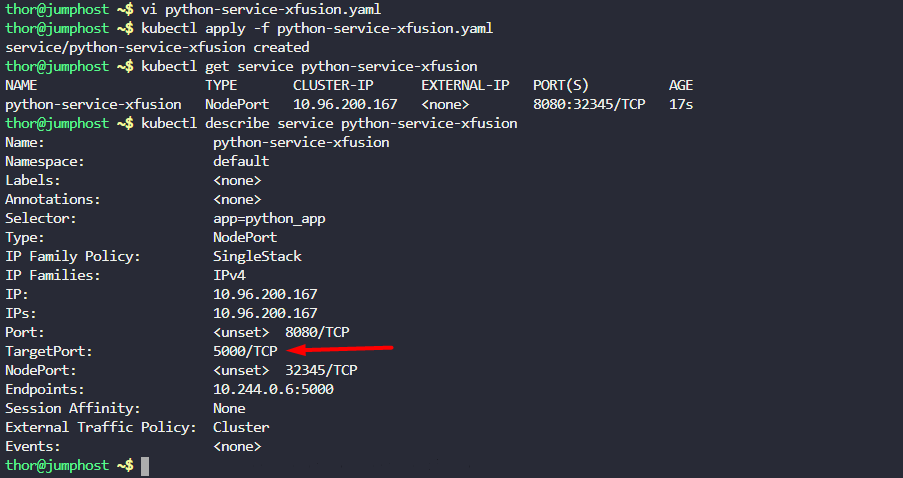 thor@jumphost ~$ vi python-service-xfusion.yaml
thor@jumphost ~$ kubectl apply -f python-service-xfusion.yaml
service/python-service-xfusion created
thor@jumphost ~$ kubectl get service python-service-xfusion
NAME                     TYPE       CLUSTER-IP      EXTERNAL-IP   PORT(S)          AGE
python-service-xfusion   NodePort   10.96.200.167   <none>        8080:32345/TCP   17s
thor@jumphost ~$ kubectl describe service python-service-xfusion
Name:                     python-service-xfusion
Namespace:                default
Labels:                   <none>
Annotations:              <none>
Selector:                 app=python_app
Type:                     NodePort
IP Family Policy:         SingleStack
IP Families:              IPv4
IP:                       10.96.200.167
IPs:                      10.96.200.167
Port:                     <unset>  8080/TCP
TargetPort:               5000/TCP
NodePort:                 <unset>  32345/TCP
Endpoints:                10.244.0.6:5000
Session Affinity:         None
External Traffic Policy:  Cluster
Events:                   <none>
thor@jumphost ~$